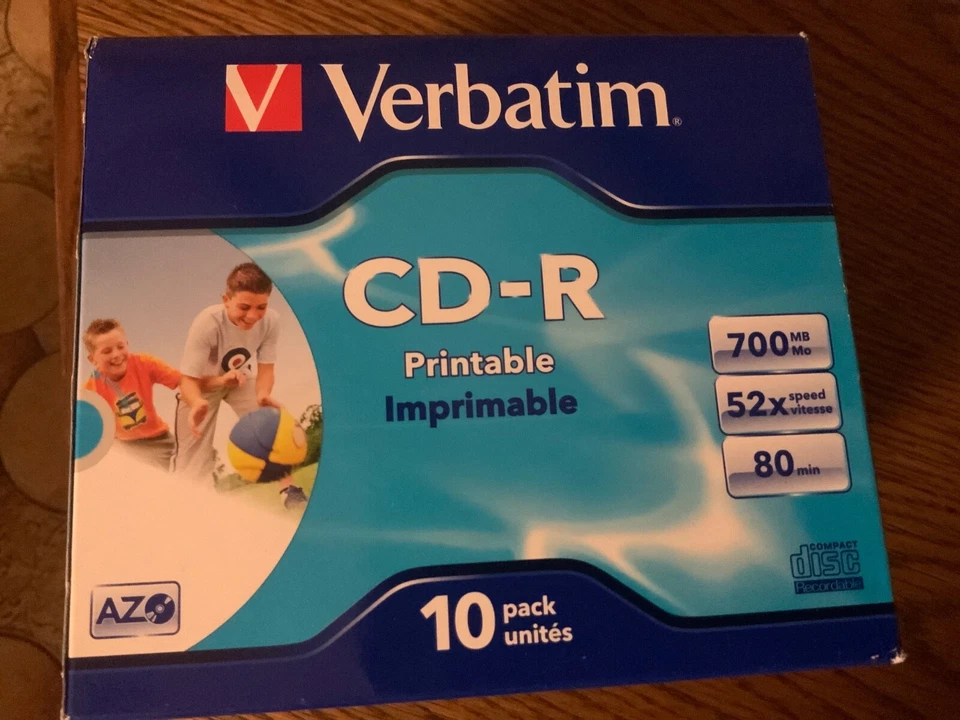 Verbatim®
CD-R
Printable
Imprimable
700 MB
Mo
52x speed
vitesse
80 min
COMPACT
disc
Recordable
AZO
10 pack
unités